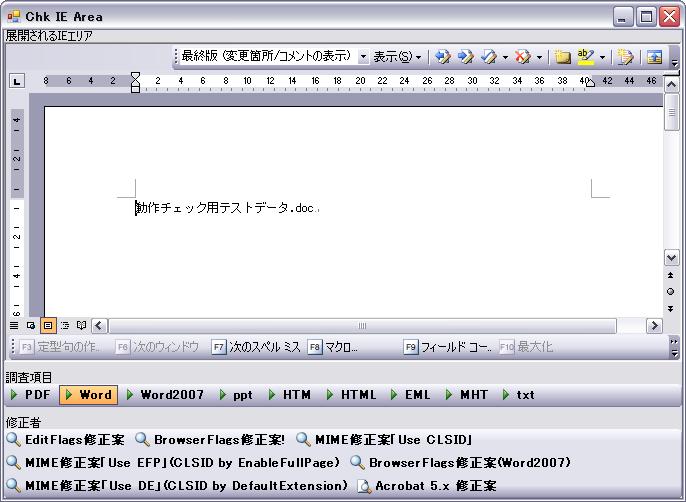 Chk IE Area
展開されるIEエリア
最終版 (変更箇所/コメントの表示) 表示(S)
L 8 6 4 2 2 4 6 8 10 12 14 16 18 20 22 24 26 28 30 32 34 36 38 40 42 44 46
4
2
2
4
6
動作チェック用テストデータ.doc
F3 定型句の作.. F6 次のウィンドウ F7 次のスペル ミス F8 マクロ... F9 フィールド コー.. F10 最大化
調査項目
PDF Word Word2007 ppt HTM HTML EML MHT txt
修正者
EditFlags修正案 BrowserFlags修正案! MIME修正案「Use CLSID」
MIME修正案「Use EFP」(CLSID by EnableFullPage) BrowserFlags修正案(Word2007)
MIME修正案「Use DE」(CLSID by DefaultExtension) Acrobat 5.x 修正案